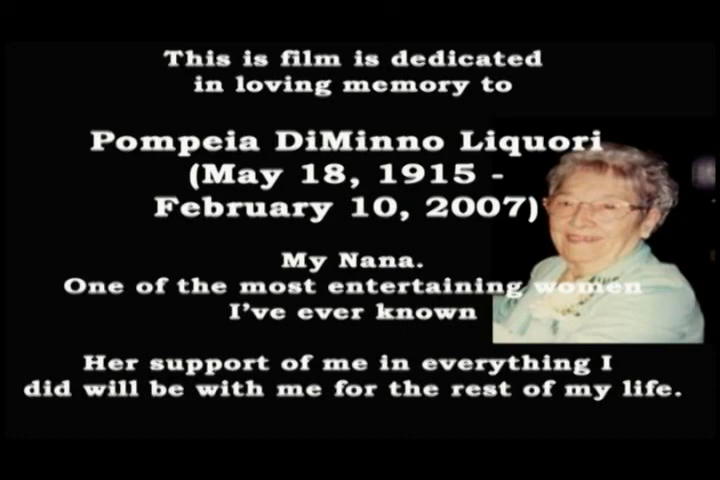 This is film is dedicated
in loving memory to
Pompeia DiMinno Liquori
(May 18, 1915 -
February 10, 2007)
My Nana.
One of the most entertaining women
I've ever known
Her support of me in everything I
did will be with me for the rest of my life.